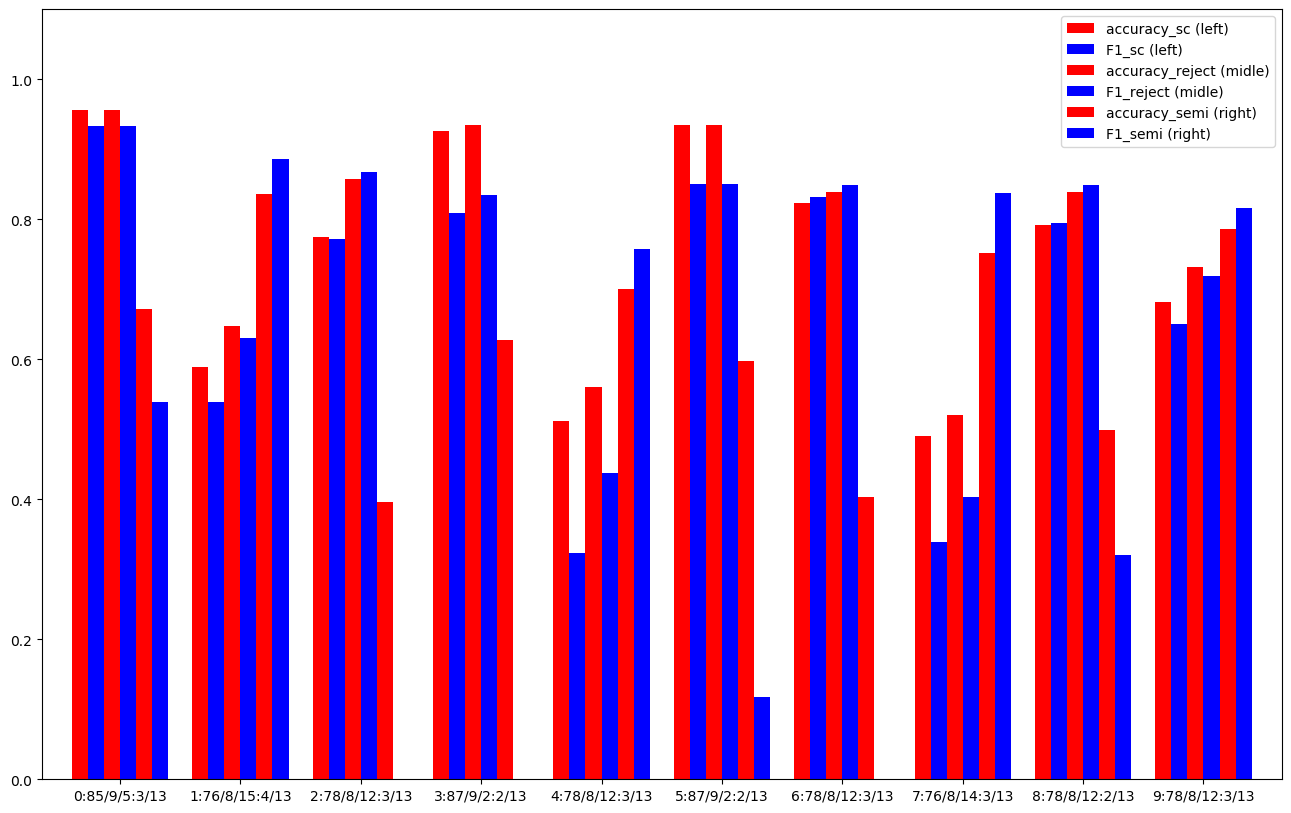 accuracy_sc (left)
F1_sc (left)
accuracy_reject (midle)
F1_reject (midle)
accuracy_semi (right)
F1_semi (right)
1.0
0.8
0.6
0.4
0.2
0.0
0:85/9/5:3/13 1:76/8/15:4/13 2:78/8/12:3/13 3:87/9/2:2/13 4:78/8/12:3/13 5:87/9/2:2/13 6:78/8/12:3/13 7:76/8/14:3/13 8:78/8/12:2/13 9:78/8/12:3/13